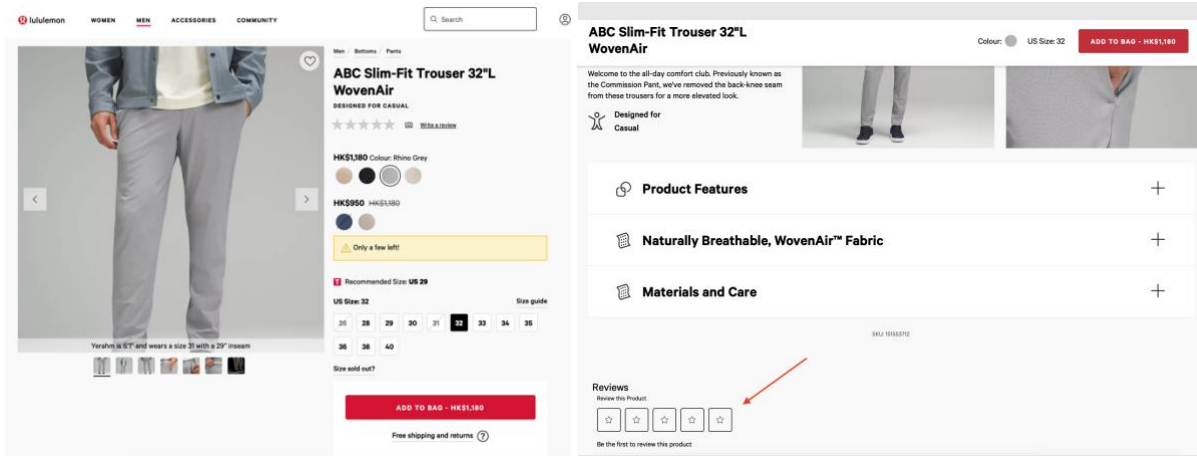 lululemon
WOMEN MEN ACCESSORIES COMMUNITY
Search
Men / Bottoms / Pants
ABC Slim-Fit Trouser 32"L
WovenAir
DESIGNED FOR CASUAL
Write a review
HK$1,180 Colour: Rhino Grey
HK$950 HK$1,180
Only a few left!
Recommended Size: US 29
US Size: 32 Size guide
26 28 29 30 31 32 33 34 35
36 38 40
Size sold out?
ADD TO BAG - HK$1,180
Free shipping and returns ?
Yerahm is 6'1" and wears a size 31 with a 29" inseam
ABC Slim-Fit Trouser 32"L
WovenAir
Colour: US Size: 32 ADD TO BAG - HK$1,180
Welcome to the all-day comfort club. Previously known as
the Commission Pant, we've removed the back-knee seam
from these trousers for a more elevated look.
Designed for
Casual
Product Features
Naturally Breathable, WovenAir™ Fabric
Materials and Care
Reviews
Review this Product
Be the first to review this product